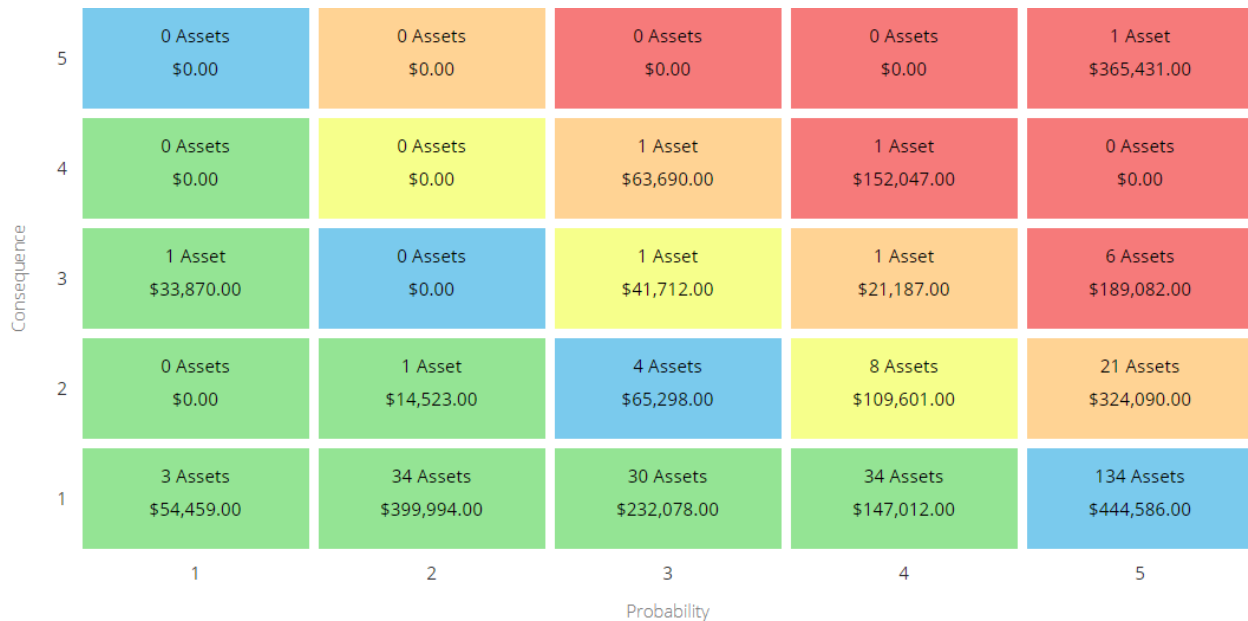 0 Assets
$0.00
0 Assets
$0.00
0 Assets
$0.00
0 Assets
$0.00
1 Asset
$365,431.00
5
0 Assets
$0.00
0 Assets
$0.00
1 Asset
$63,690.00
1 Asset
$152,047.00
0 Assets
$0.00
4
1 Asset
$33,870.00
0 Assets
$0.00
1 Asset
$41,712.00
1 Asset
$21,187.00
6 Assets
$189,082.00
3
Consequence
0 Assets
$0.00
1 Asset
$14,523.00
4 Assets
$65,298.00
8 Assets
$109,601.00
21 Assets
$324,090.00
2
3 Assets
$54,459.00
34 Assets
$399,994.00
30 Assets
$232,078.00
34 Assets
$147,012.00
134 Assets
$444,586.00
1
1
2
3
4
5
Probability